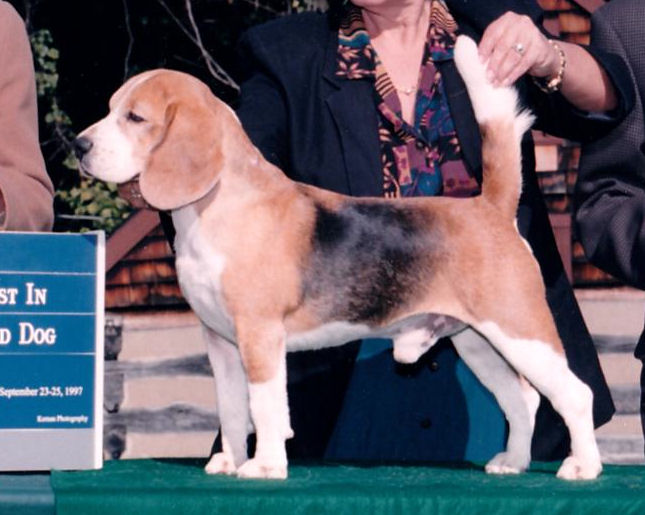 ST IN
D DOG
September 23-25, 1997
Kernan Photography